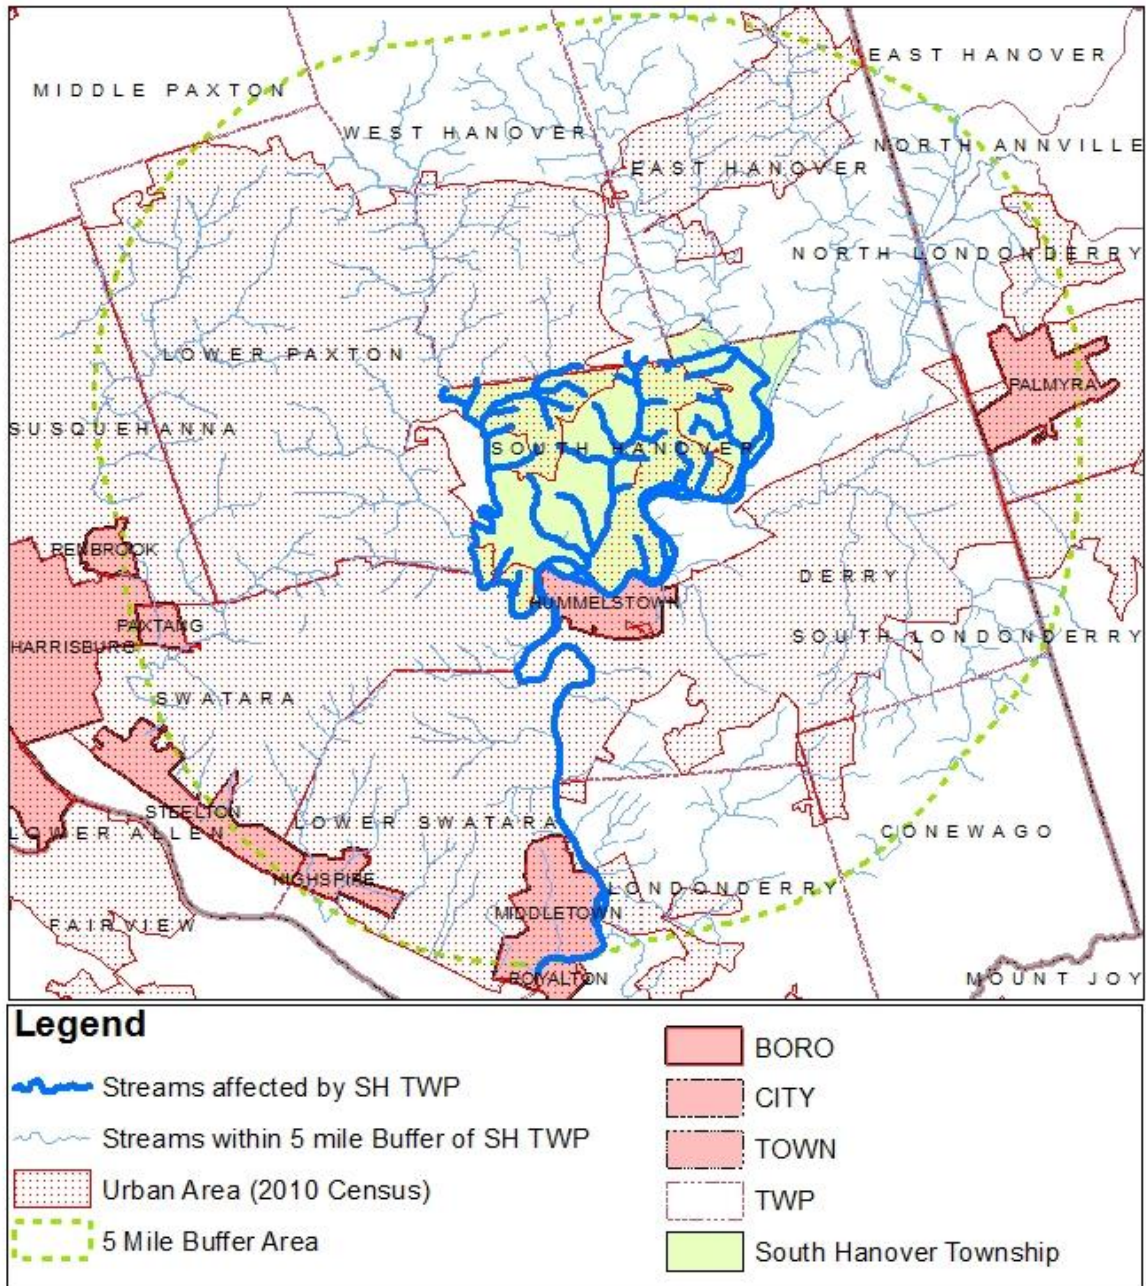 EAST HANOVER
MIDDLE PAXTON
WEST HANOVER
NORTH ANNVILLE
EAST HANOVER
NORTH LONDONDERRY
LOWER PAXTON
PALMYRA
SUSQUEHANNA
SOUTH HANOVER
PENBROOK
DERRY
HUMMELSTOWN
PAXTANG
SOUTH LONDONDERRY
HARRISBURG
SWATARA
STEELTON
LOWER SWATARA
LOWER ALLEN
CONEWAGO
HIGHSPIRE
LONDONDERRY
MIDDLETOWN
FAIRVIEW
ROYALTON
MOUNT JOY
Legend
Streams affected by SH TWP
Streams within 5 mile Buffer of SH TWP
Urban Area (2010 Census)
5 Mile Buffer Area
BORO
CITY
TOWN
TWP
South Hanover Township